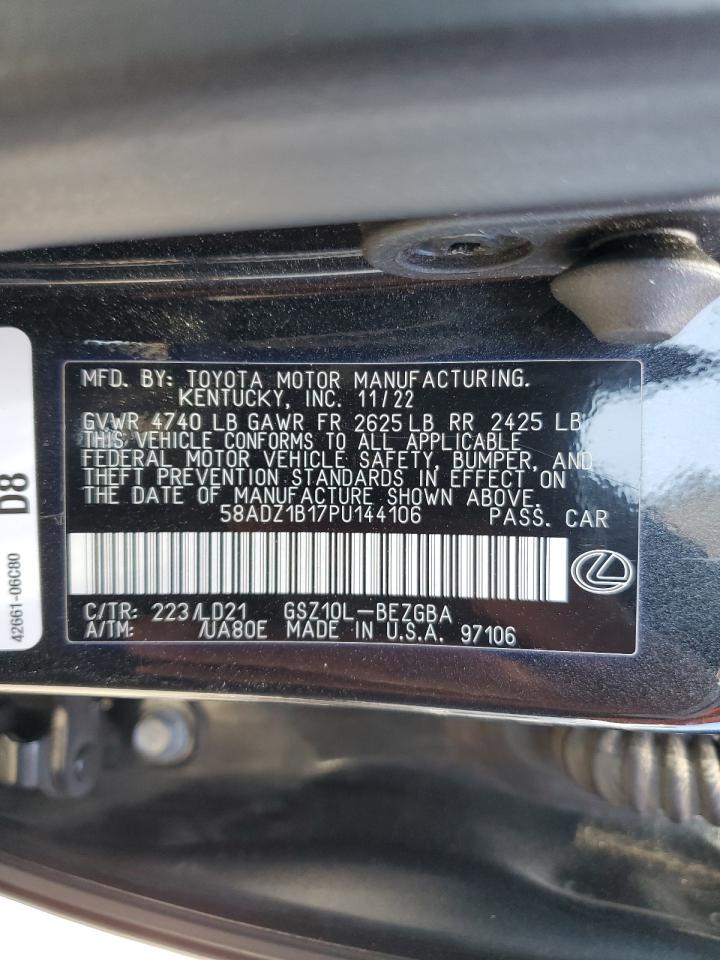 MFD. BY: TOYOTA MOTOR MANUFACTURING.
KENTUCKY, INC. 11/22
GVWR 4740 LB GAWR FR 2625 LB RR 2425 LB
THIS VEHICLE CONFORMS TO ALL APPLICABLE
FEDERAL MOTOR VEHICLE SAFETY, BUMPER, AND
THEFT PREVENTION STANDARDS IN EFFECT ON
THE DATE OF MANUFACTURE SHOWN ABOVE.
58ADZ1B17PU144106 PASS. CAR
C/TR: 223/LD21 GSZ10L-BEZGBA
A/TM: /UA80E MADE IN U.S.A. 97106
D8
42661-06C80